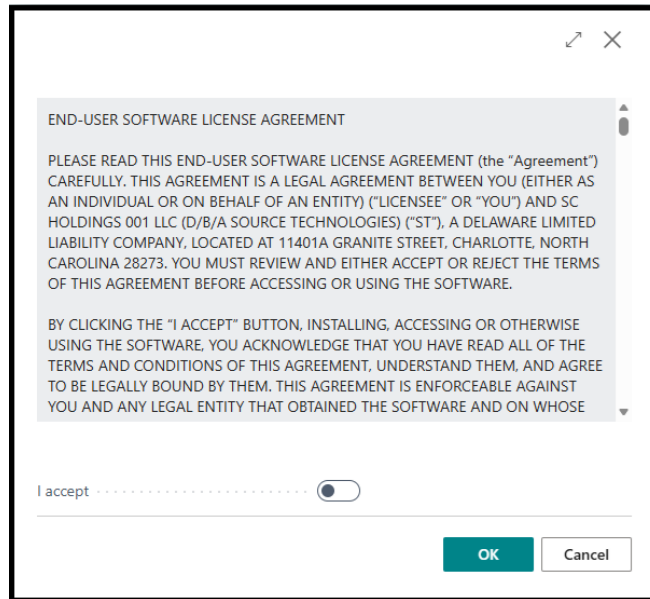 END-USER SOFTWARE LICENSE AGREEMENT
PLEASE READ THIS END-USER SOFTWARE LICENSE AGREEMENT (the “Agreement”)
CAREFULLY. THIS AGREEMENT IS A LEGAL AGREEMENT BETWEEN YOU (EITHER AS
AN INDIVIDUAL OR ON BEHALF OF AN ENTITY) (“LICENSEE” OR “YOU”) AND SC
HOLDINGS 001 LLC (D/B/A SOURCE TECHNOLOGIES) (“ST”), A DELAWARE LIMITED
LIABILITY COMPANY, LOCATED AT 11401A GRANITE STREET, CHARLOTTE, NORTH
CAROLINA 28273. YOU MUST REVIEW AND EITHER ACCEPT OR REJECT THE TERMS
OF THIS AGREEMENT BEFORE ACCESSING OR USING THE SOFTWARE.
BY CLICKING THE “I ACCEPT” BUTTON, INSTALLING, ACCESSING OR OTHERWISE
USING THE SOFTWARE, YOU ACKNOWLEDGE THAT YOU HAVE READ ALL OF THE
TERMS AND CONDITIONS OF THIS AGREEMENT, UNDERSTAND THEM, AND AGREE
TO BE LEGALLY BOUND BY THEM. THIS AGREEMENT IS ENFORCEABLE AGAINST
YOU AND ANY LEGAL ENTITY THAT OBTAINED THE SOFTWARE AND ON WHOSE
I accept
OK
Cancel